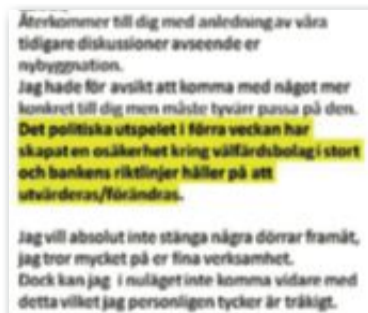 Återkommer till dig med anledning av våra
tidigare diskussioner avseende er
nybyggnation.
Jag hade för avsikt att komma med något mer
konkret till dig men måste tyvärr passa på den.
Det politiska utspelet i förra veckan har
skapat en osäkerhet kring välfärdsbolag i stort
och bankens riktlinjer håller på att
utvärderas/förändras.
Jag vill absolut inte stänga några dörrar framåt,
jag tror mycket på er fina verksamhet.
Dock kan jag i nuläget inte komma vidare med
detta vilket jag personligen tycker är tråkigt.